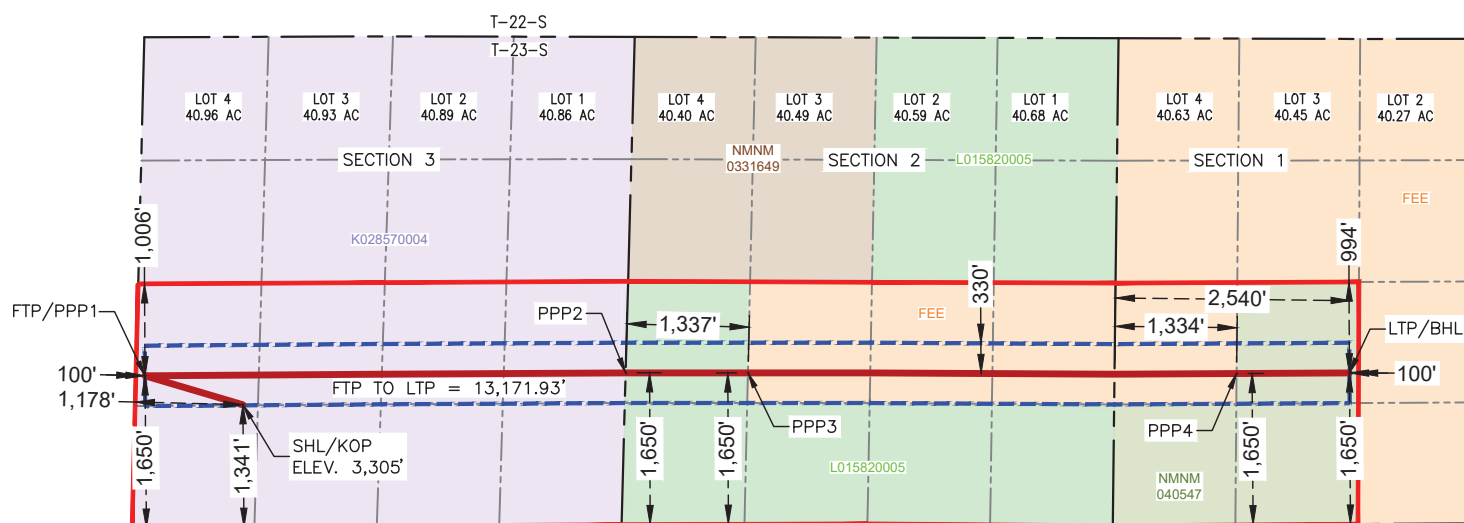 T-22-S
T-23-S
LOT 4
40.96 AC
LOT 3
40.93 AC
LOT 2
40.89 AC
LOT 1
40.86 AC
LOT 4
40.40 AC
LOT 3
40.49 AC
LOT 2
40.59 AC
LOT 1
40.68 AC
LOT 4
40.63 AC
LOT 3
40.45 AC
LOT 2
40.27 AC
SECTION 3
NMNM
0331649
SECTION 2
L015820005
SECTION 1
FEE
K028570004
1,006'
994'
FTP/PPP1
PPP2
1,337'
FEE
330'
2,540'
1,334'
LTP/BHL
100'
FTP TO LTP = 13,171.93'
100'
1,178'
PPP3
PPP4
SHL/KOP
ELEV. 3,305'
1,650'
1,341'
1,650'
1,650'
L015820005
NMNM
040547
1,650'
1,650'